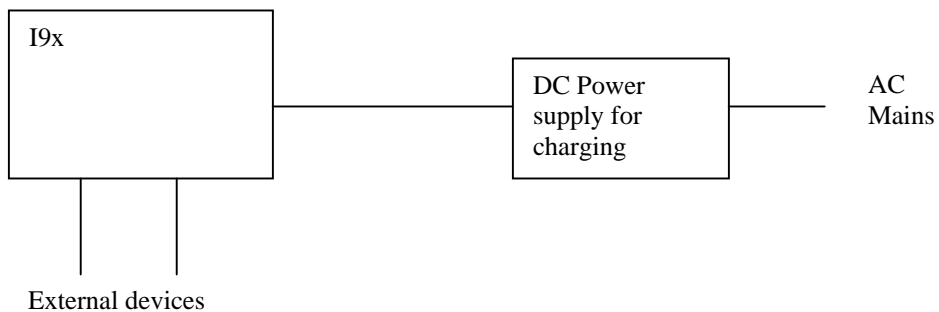 I9x
DC Power
supply for
charging
AC
Mains
External devices